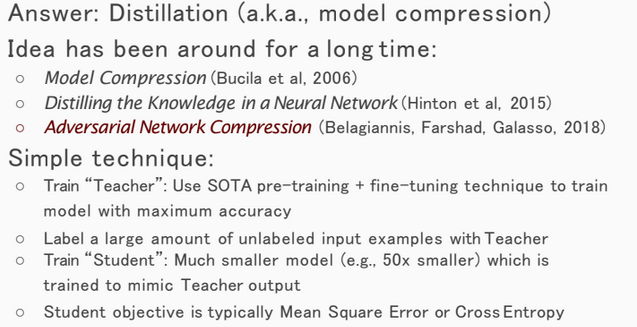 Answer: Distillation (a.k.a., model compression)
Idea has been around for a long time:
○ Model Compression (Bucila et al, 2006)
○ Distilling the Knowledge in a Neural Network (Hinton et al, 2015)
○ Adversarial Network Compression (Belagiannis, Farshad, Galasso, 2018)
Simple technique:
○ Train “Teacher”: Use SOTA pre-training + fine-tuning technique to train
model with maximum accuracy
○ Label a large amount of unlabeled input examples with Teacher
○ Train “Student”: Much smaller model (e.g., 50x smaller) which is
trained to mimic Teacher output
○ Student objective is typically Mean Square Error or Cross Entropy